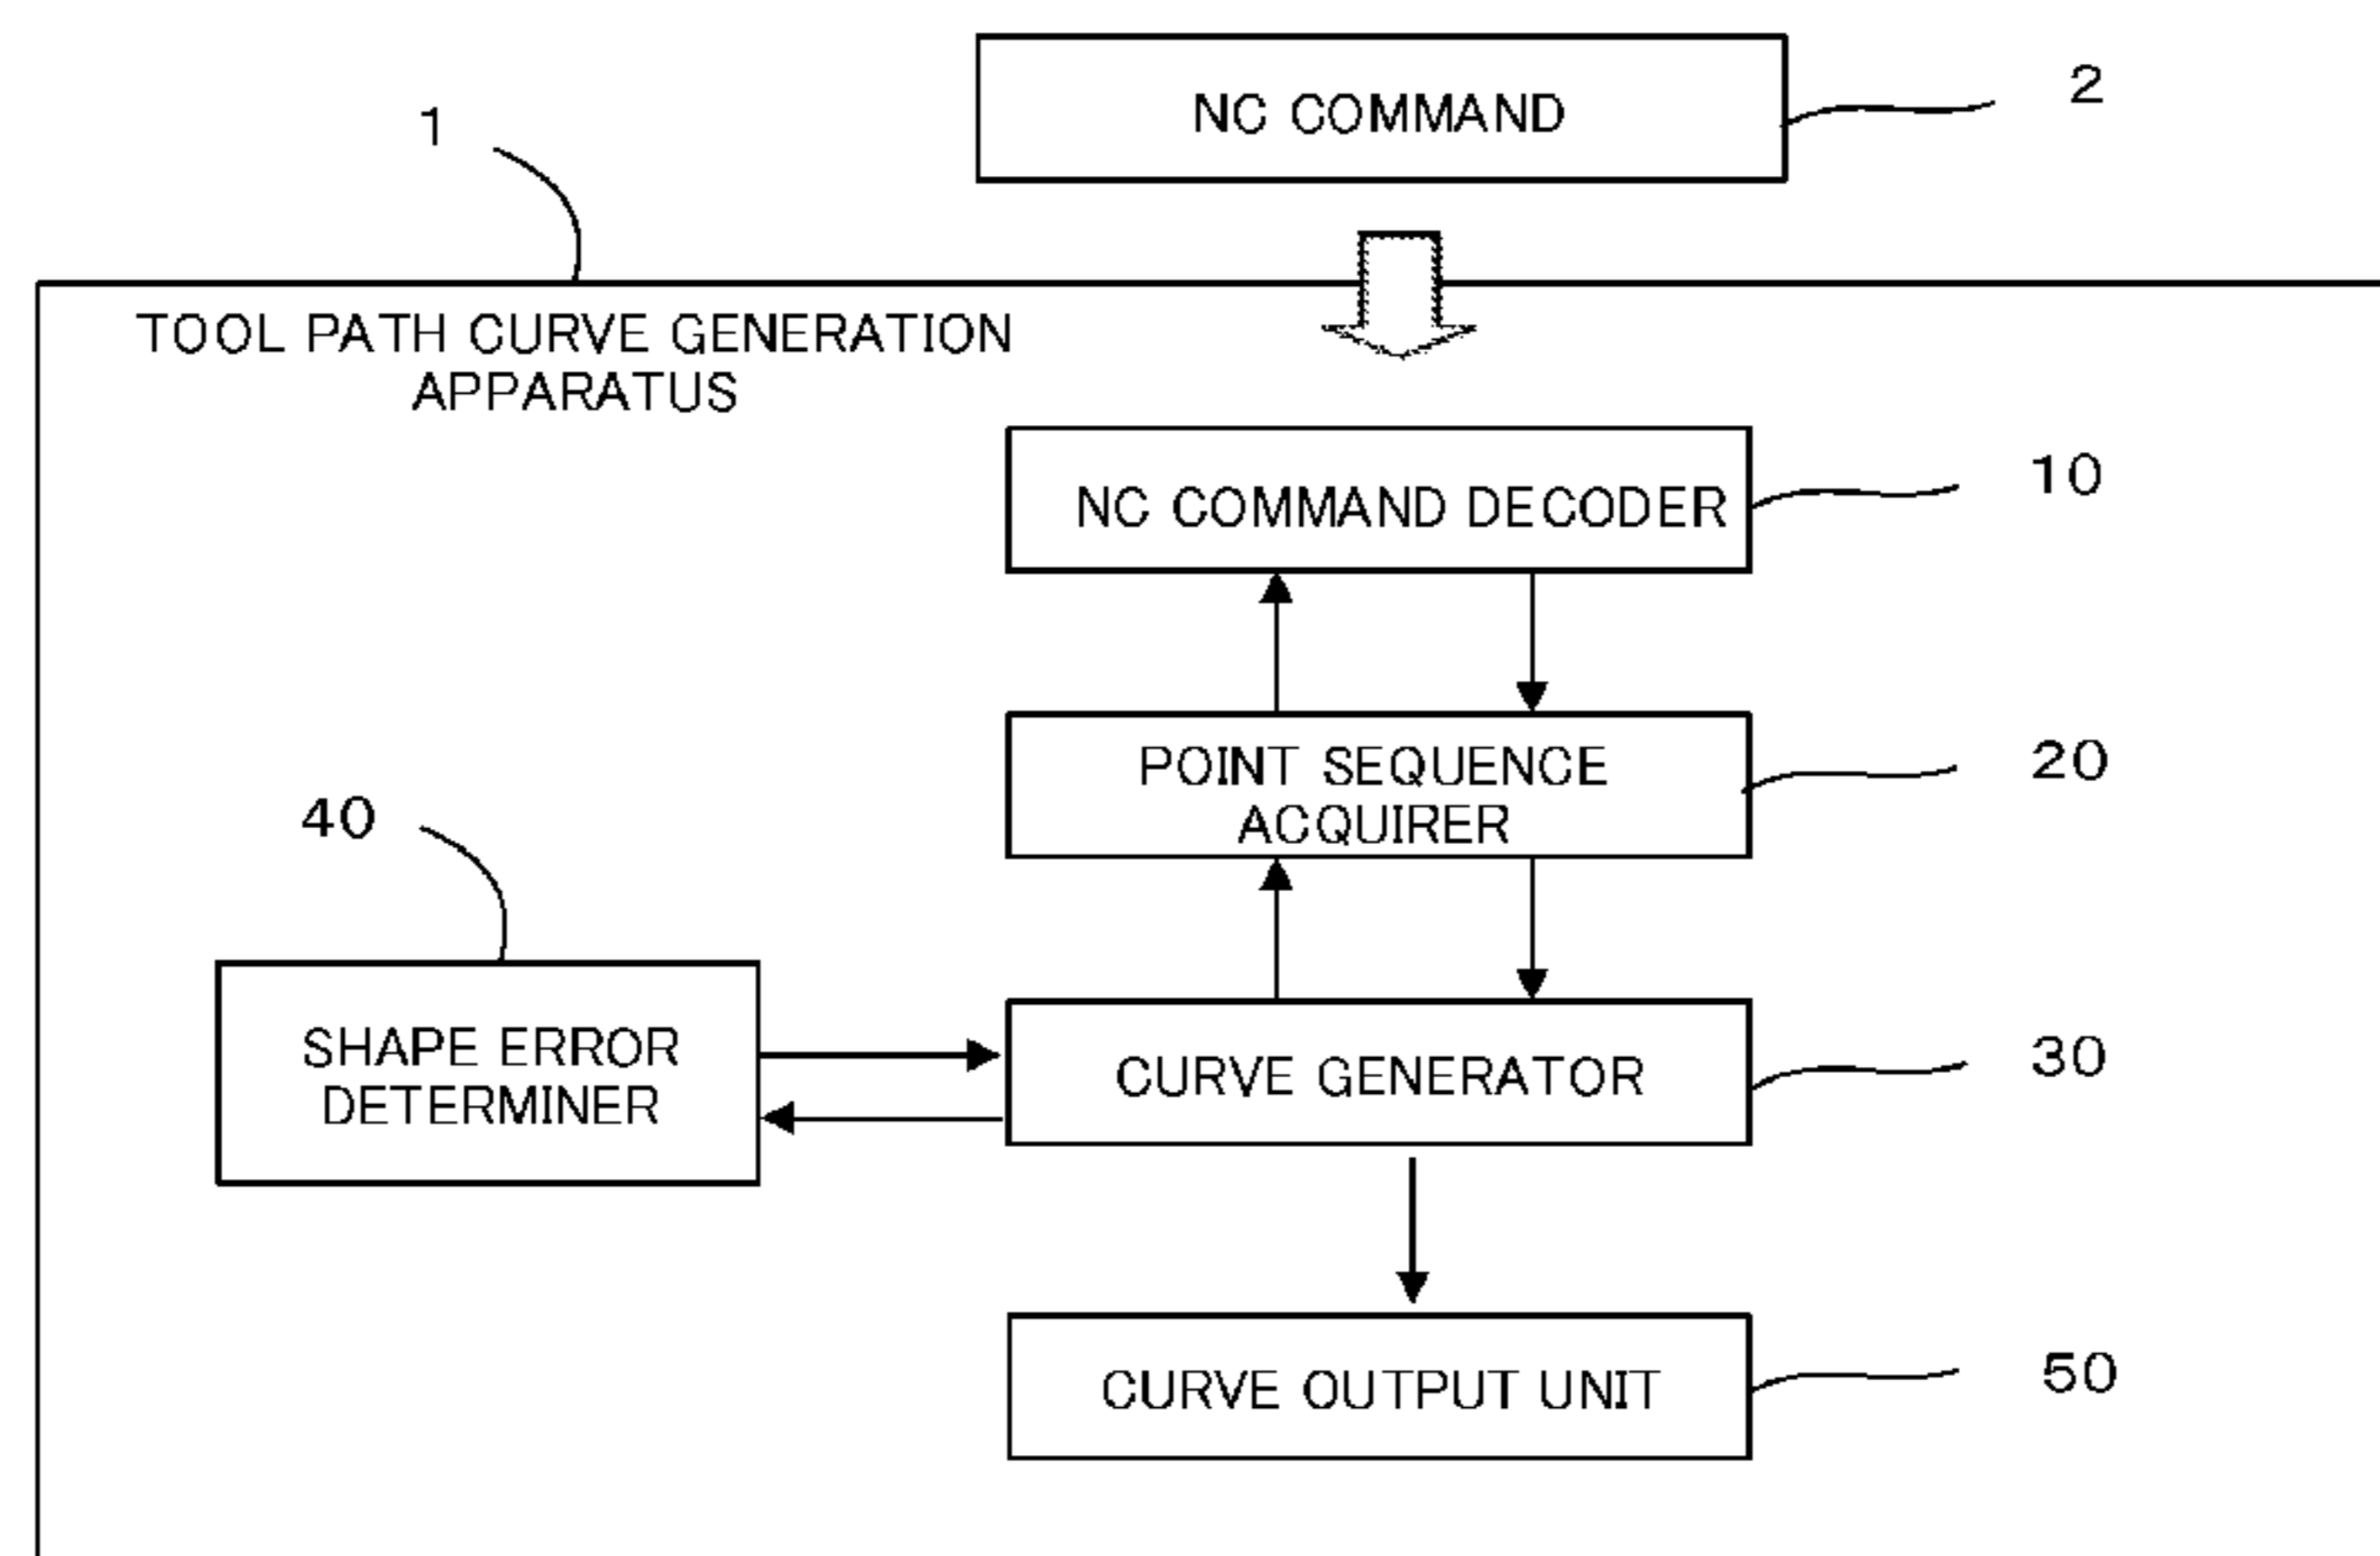 NC COMMAND
2
1
TOOL PATH CURVE GENERATION
APPARATUS
NC COMMAND DECODER
10
POINT SEQUENCE
ACQUIRER
20
40
SHAPE ERROR
DETERMINER
CURVE GENERATOR
30
CURVE OUTPUT UNIT
50